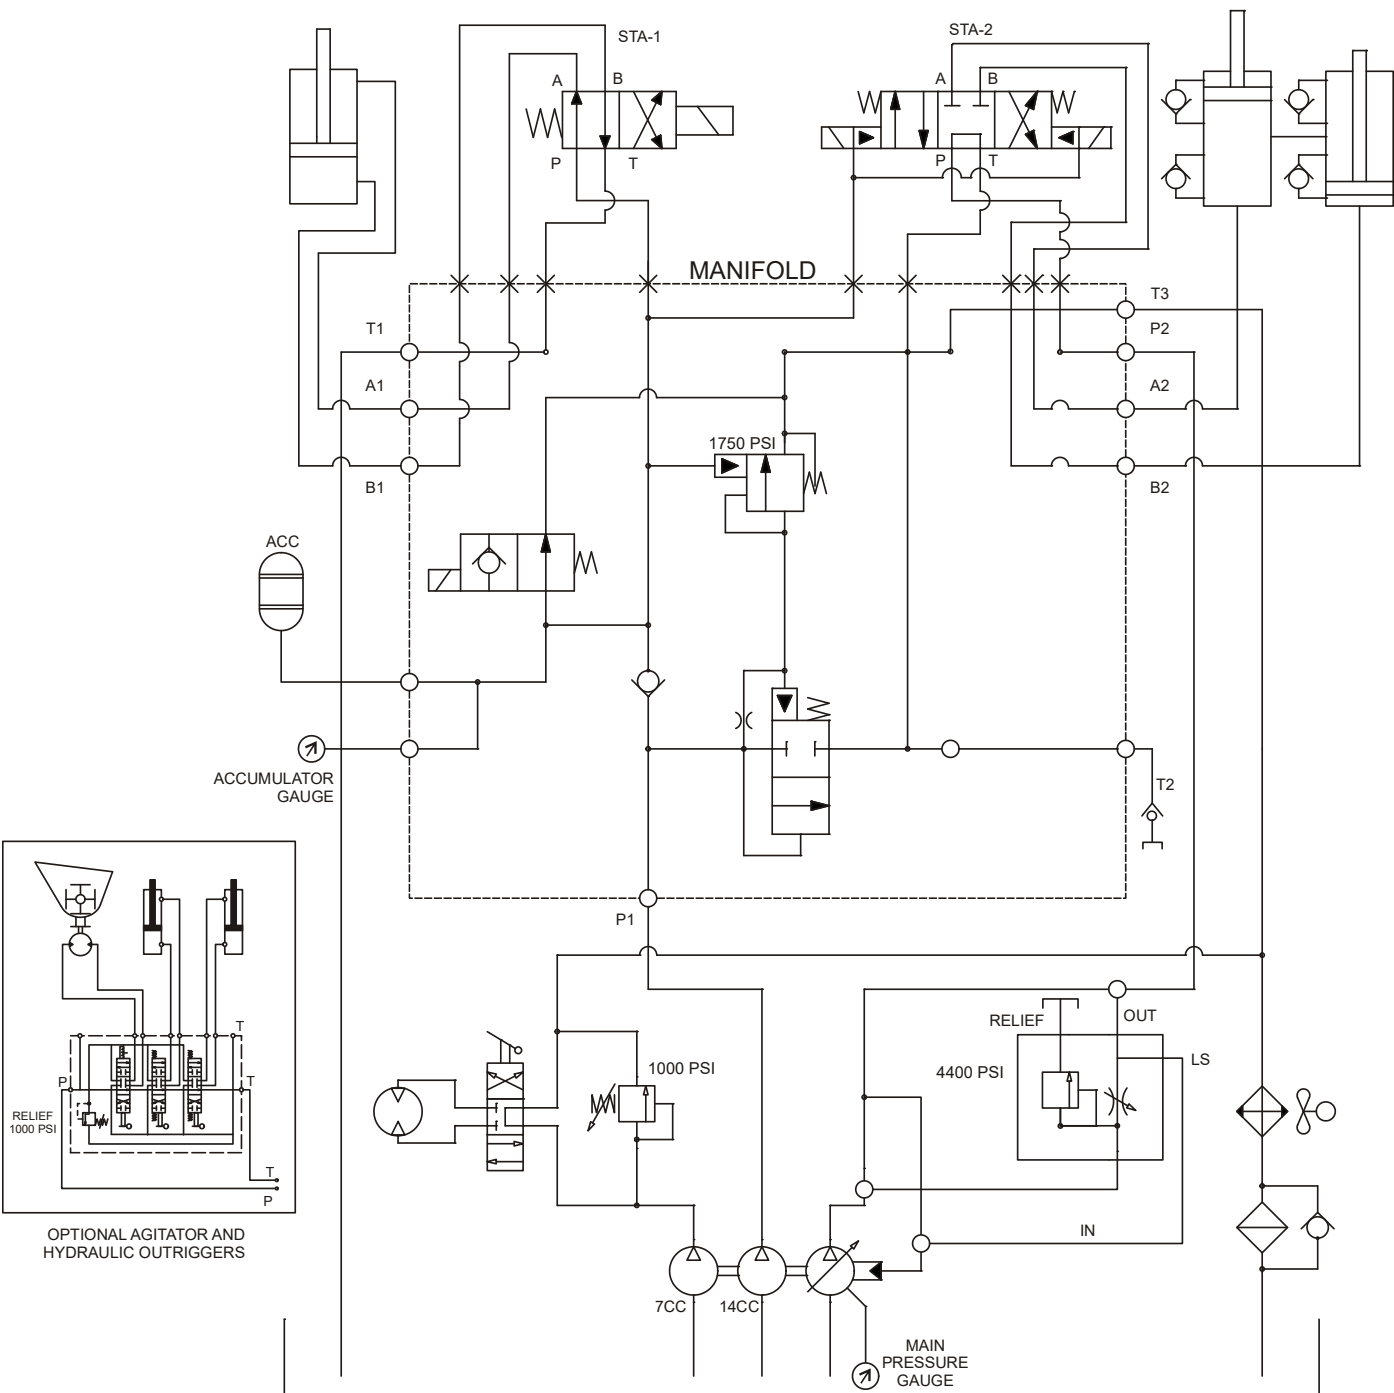 STA-1
STA-2
A
B
A
B
P
T
P
T
MANIFOLD
T3
T1
P2
A1
A2
1750 PSI
B1
B2
ACC
ACCUMULATOR
GAUGE
T2
P1
RELIEF
OUT
LS
1000 PSI
4400 PSI
T
P
T
RELIEF
1000 PSI
T
P
OPTIONAL AGITATOR AND
HYDRAULIC OUTRIGGERS
IN
7CC
14CC
MAIN
PRESSURE
GAUGE